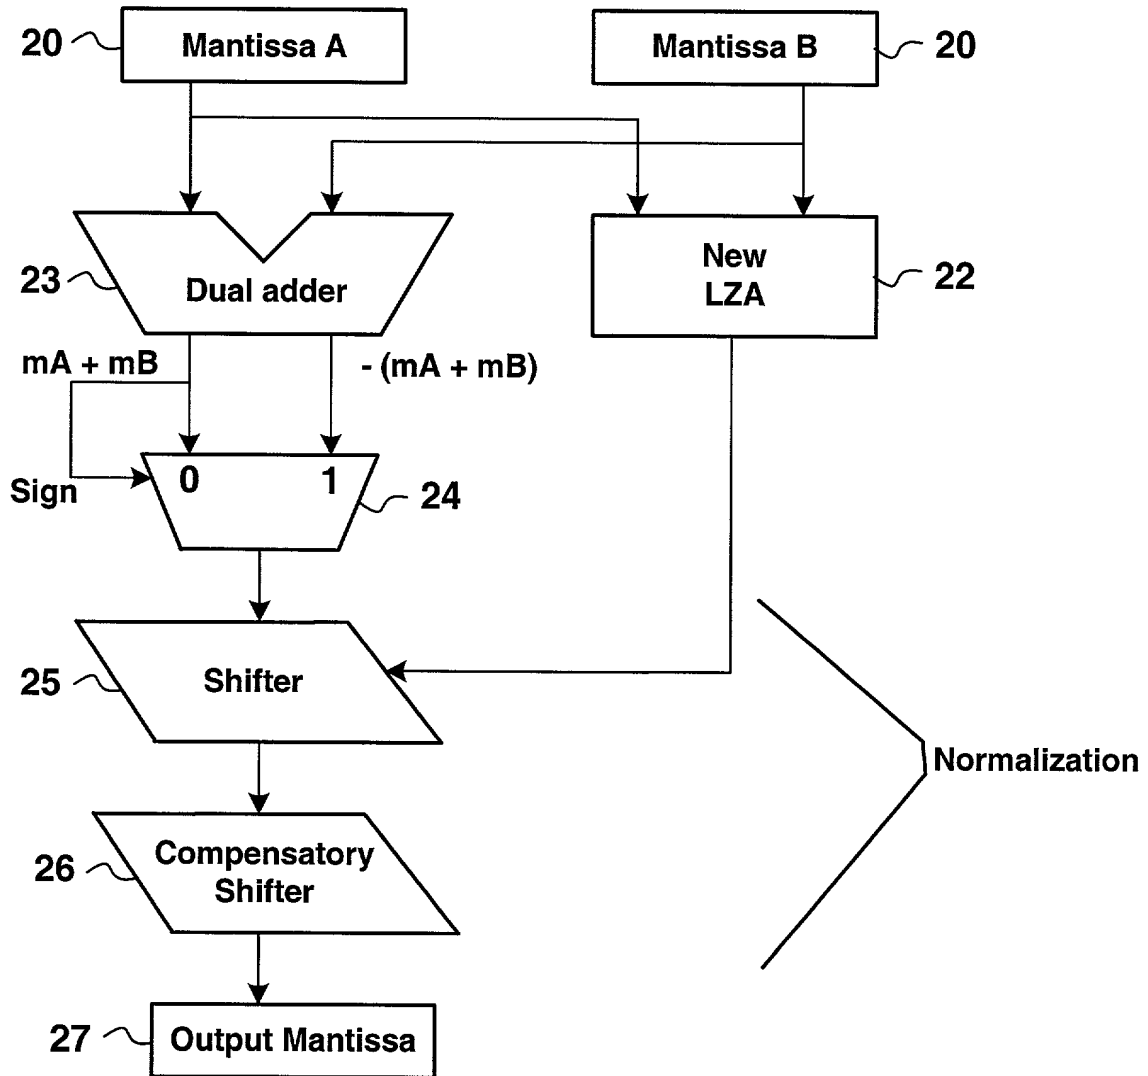 20
Mantissa A
Mantissa B
20
23
Dual adder
New
LZA
22
mA + mB
- (mA + mB)
Sign
0
1
24
25
Shifter
Normalization
26
Compensatory
Shifter
27
Output Mantissa